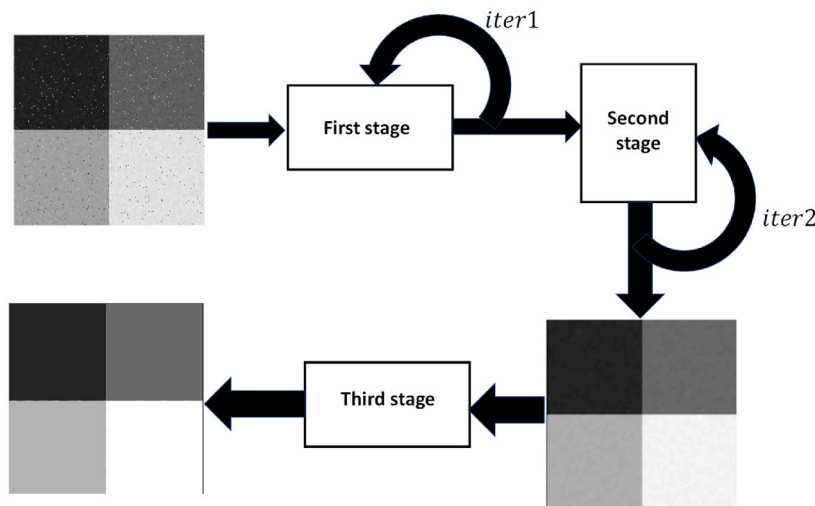 iter1
First stage
Second
stage
iter2
Third stage